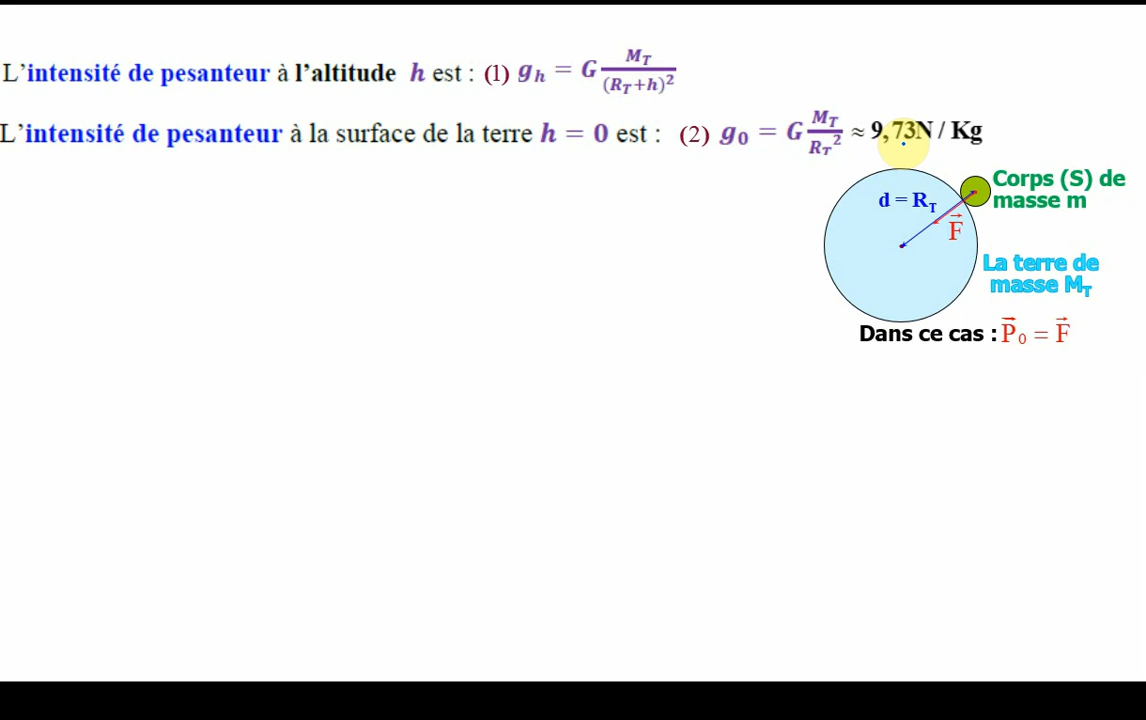 L'intensité de pesanteur à l'altitude h est : (1) g_h = G M_T/(R_T+h)²
L'intensité de pesanteur à la surface de la terre h = 0 est : (2) g_0 = G M_T/R_T² ≈ 9,73N / Kg
Corps (S) de
masse m
d = R_T
F⃗
La terre de
masse M_T
Dans ce cas : P⃗_0 = F⃗